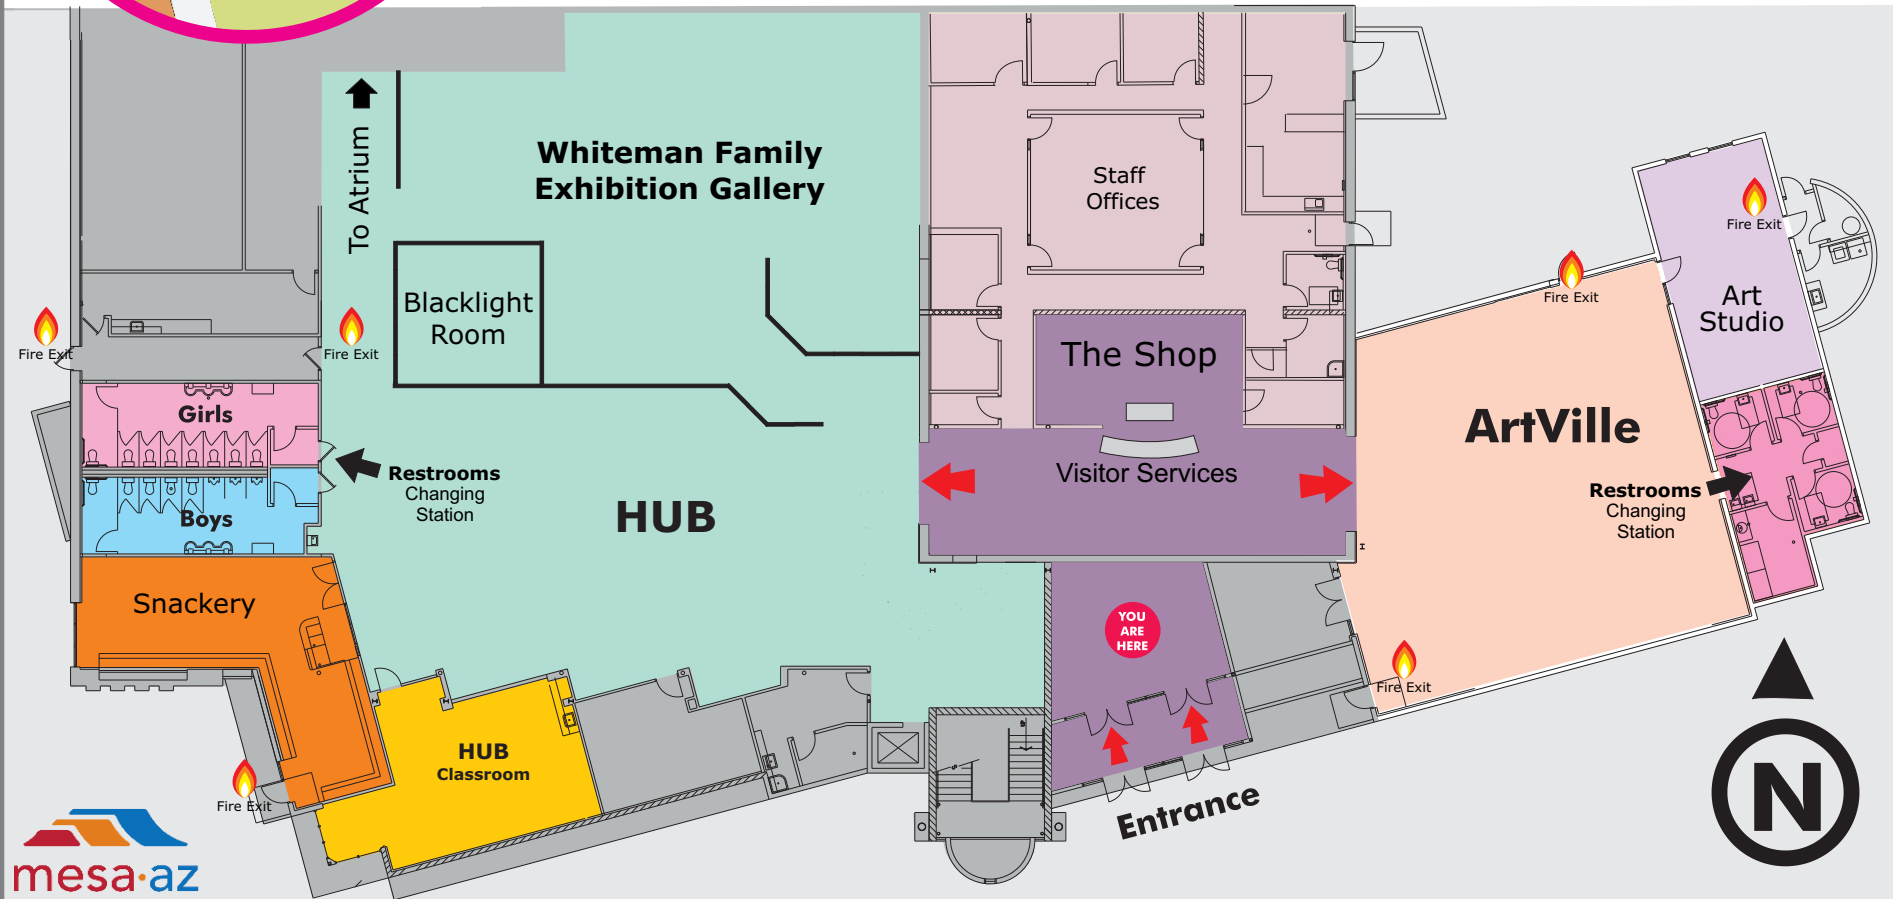 To Atrium
Whiteman Family
Exhibition Gallery
Staff
Offices
Fire Exit
Fire Exit
Art
Studio
Blacklight
Room
Fire Exit
Fire Exit
The Shop
Girls
ArtVille
Restrooms
Changing
Station
Visitor Services
Restrooms
Changing
Station
Boys
HUB
Snackery
YOU
ARE
HERE
Fire Exit
HUB
Classroom
Fire Exit
Entrance
N
mesa·az